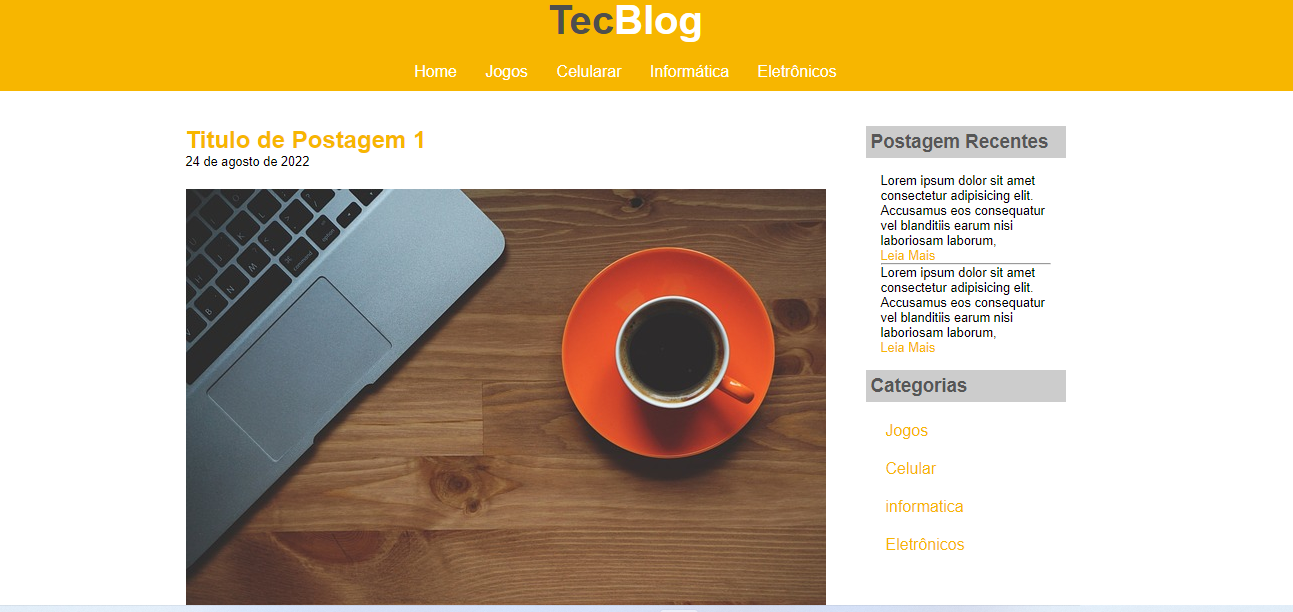 TecBlog
Home Jogos Celularar Informática Eletrônicos
Titulo de Postagem 1
24 de agosto de 2022
Postagem Recentes
Lorem ipsum dolor sit amet
consectetur adipisicing elit.
Accusamus eos consequatur
vel blanditiis earum nisi
laboriosam laborum,
Leia Mais
Lorem ipsum dolor sit amet
consectetur adipisicing elit.
Accusamus eos consequatur
vel blanditiis earum nisi
laboriosam laborum,
Leia Mais
Categorias
Jogos
Celular
informatica
Eletrônicos